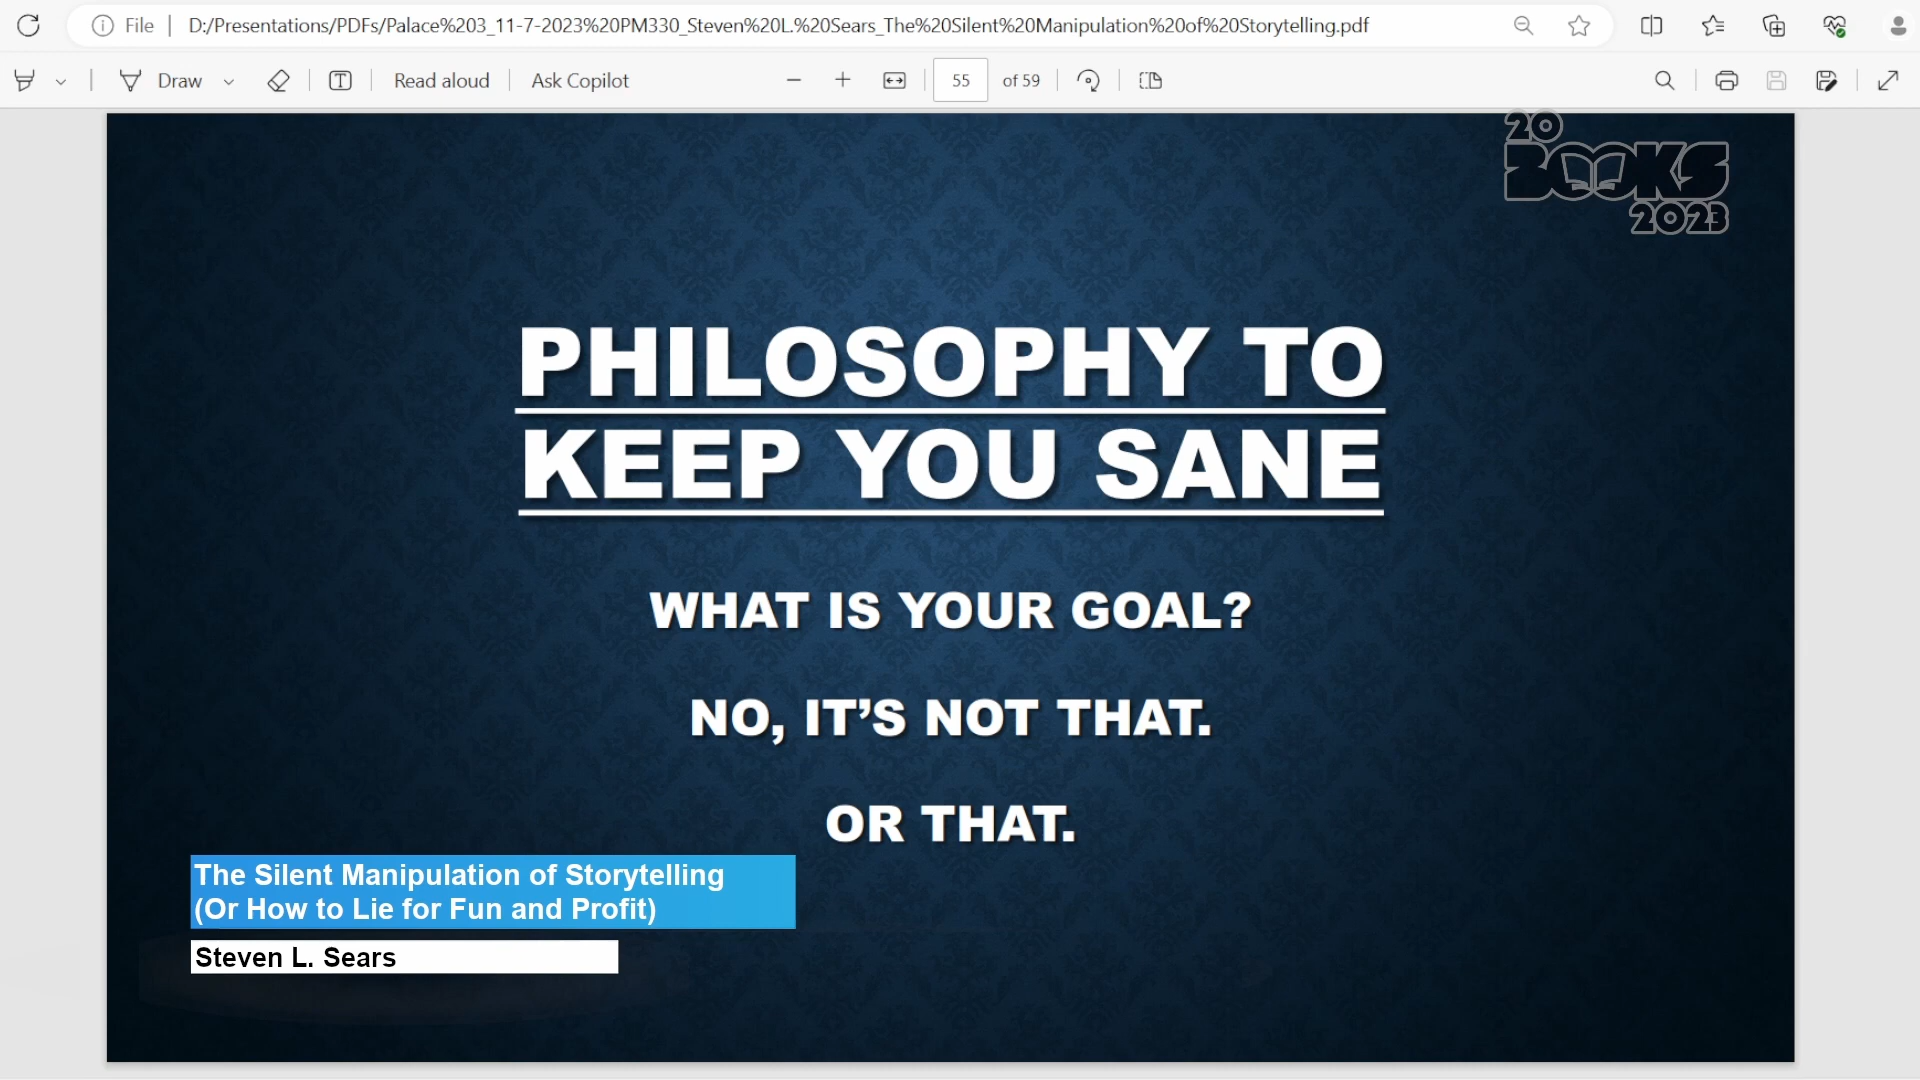 File
D:/Presentations/PDFs/Palace%203_11-7-2023%20PM330_Steven%20L.%20Sears_The%20Silent%20Manipulation%20of%20Storytelling.pdf
Draw
Read aloud
Ask Copilot
55
of 59
20
BOOKS
2023
PHILOSOPHY TO
KEEP YOU SANE
WHAT IS YOUR GOAL?
NO, IT’S NOT THAT.
OR THAT.
The Silent Manipulation of Storytelling
(Or How to Lie for Fun and Profit)
Steven L. Sears